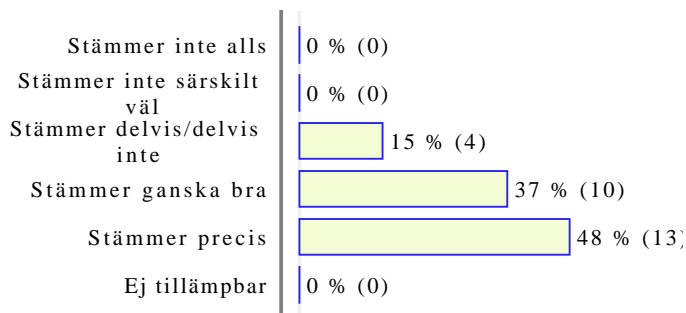 Stämmer inte alls 0 % (0)
Stämmer inte särskilt
väl 0 % (0)
Stämmer delvis/delvis
inte 15 % (4)
Stämmer ganska bra 37 % (10)
Stämmer precis 48 % (13)
Ej tillämpbar 0 % (0)